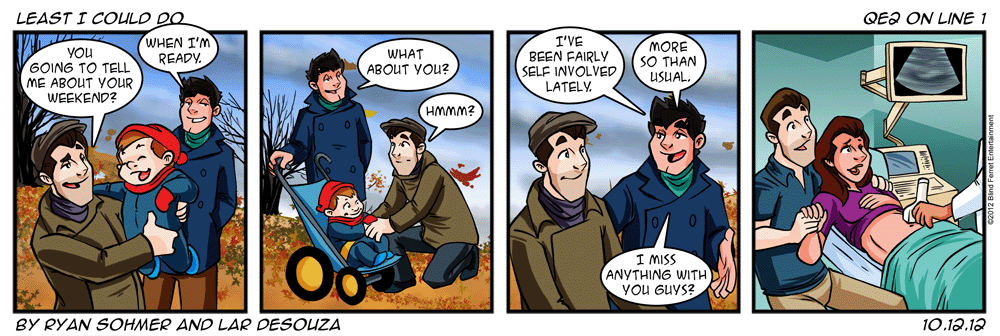 LEAST I COULD DO
QE2 ON LINE 1
YOU
GOING TO TELL
ME ABOUT YOUR
WEEKEND?
WHEN I'M
READY.
WHAT
ABOUT YOU?
HMMM?
I'VE
BEEN FAIRLY
SELF INVOLVED
LATELY.
MORE
SO THAN
USUAL.
I MISS
ANYTHING WITH
YOU GUYS?
©2012 Blind Ferret Entertainment
BY RYAN SOHMER AND LAR DESOUZA
10.12.12